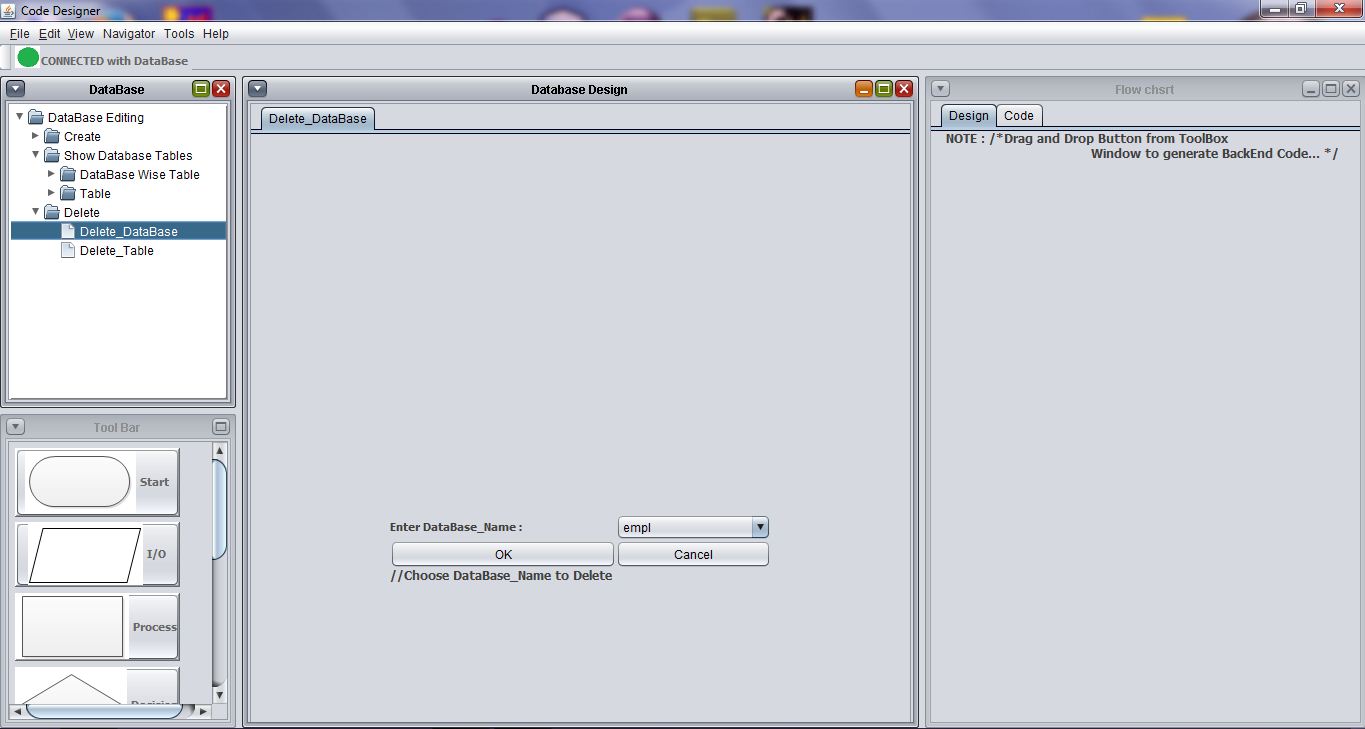 Code Designer
File Edit View Navigator Tools Help
CONNECTED with DataBase
DataBase
DataBase Editing
Create
Show Database Tables
DataBase Wise Table
Table
Delete
Delete_DataBase
Delete_Table
Tool Bar
Start
I/O
Process
Database Design
Delete_DataBase
Enter DataBase_Name :
empl
OK
Cancel
//Choose DataBase_Name to Delete
Flow chsrt
Design
Code
NOTE : /*Drag and Drop Button from ToolBox
Window to generate BackEnd Code... */